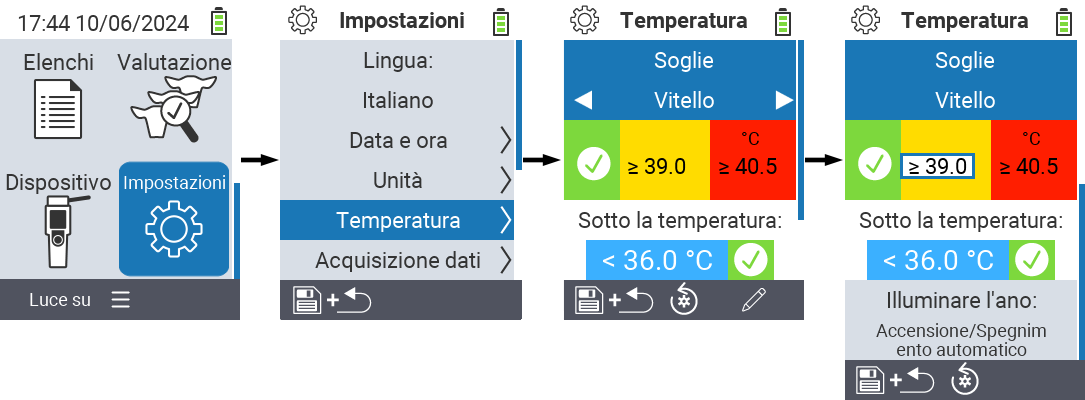 17:44 10/06/2024
Elenchi Valutazione
Dispositivo Impostazioni
Luce su
Impostazioni
Lingua:
Italiano
Data e ora
Unità
Temperatura
Acquisizione dati
+
Temperatura
Soglie
Vitello
°C
≥ 39.0 ≥ 40.5
Sotto la temperatura:
< 36.0 °C
+
Temperatura
Soglie
Vitello
°C
≥ 39.0 ≥ 40.5
Sotto la temperatura:
< 36.0 °C
Illuminare l'ano:
Accensione/Spegnim
ento automatico
+